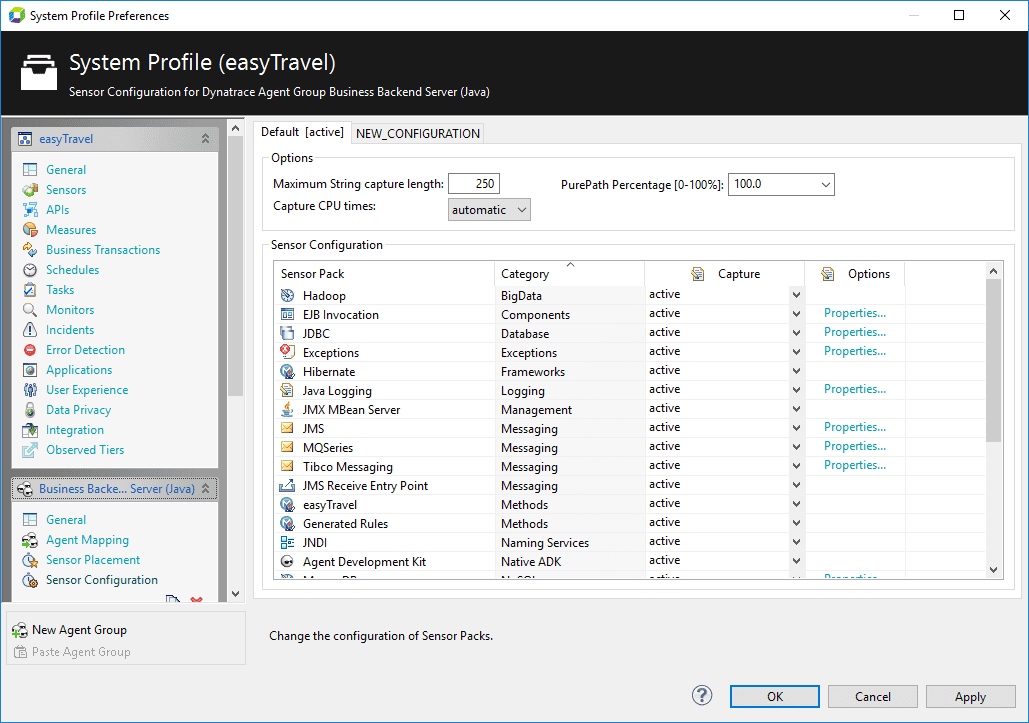 System Profile Preferences
System Profile (easyTravel)
Sensor Configuration for Dynatrace Agent Group Business Backend Server (Java)
easyTravel
General
Sensors
APIs
Measures
Business Transactions
Schedules
Tasks
Monitors
Incidents
Error Detection
Applications
User Experience
Data Privacy
Integration
Observed Tiers
Business Backe... Server (Java)
General
Agent Mapping
Sensor Placement
Sensor Configuration
New Agent Group
Paste Agent Group
Default [active] NEW_CONFIGURATION
Options
Maximum String capture length: 250 PurePath Percentage [0-100%]: 100.0
Capture CPU times: automatic
Sensor Configuration
Sensor Pack Category Capture Options
Hadoop BigData active
EJB Invocation Components active Properties...
JDBC Database active Properties...
Exceptions Exceptions active Properties...
Hibernate Frameworks active
Java Logging Logging active Properties...
JMX MBean Server Management active
JMS Messaging active Properties...
MQSeries Messaging active Properties...
Tibco Messaging Messaging active Properties...
JMS Receive Entry Point Messaging active
easyTravel Methods active
Generated Rules Methods active
JNDI Naming Services active
Agent Development Kit Native ADK active
active Properties...
Change the configuration of Sensor Packs.
? OK Cancel Apply